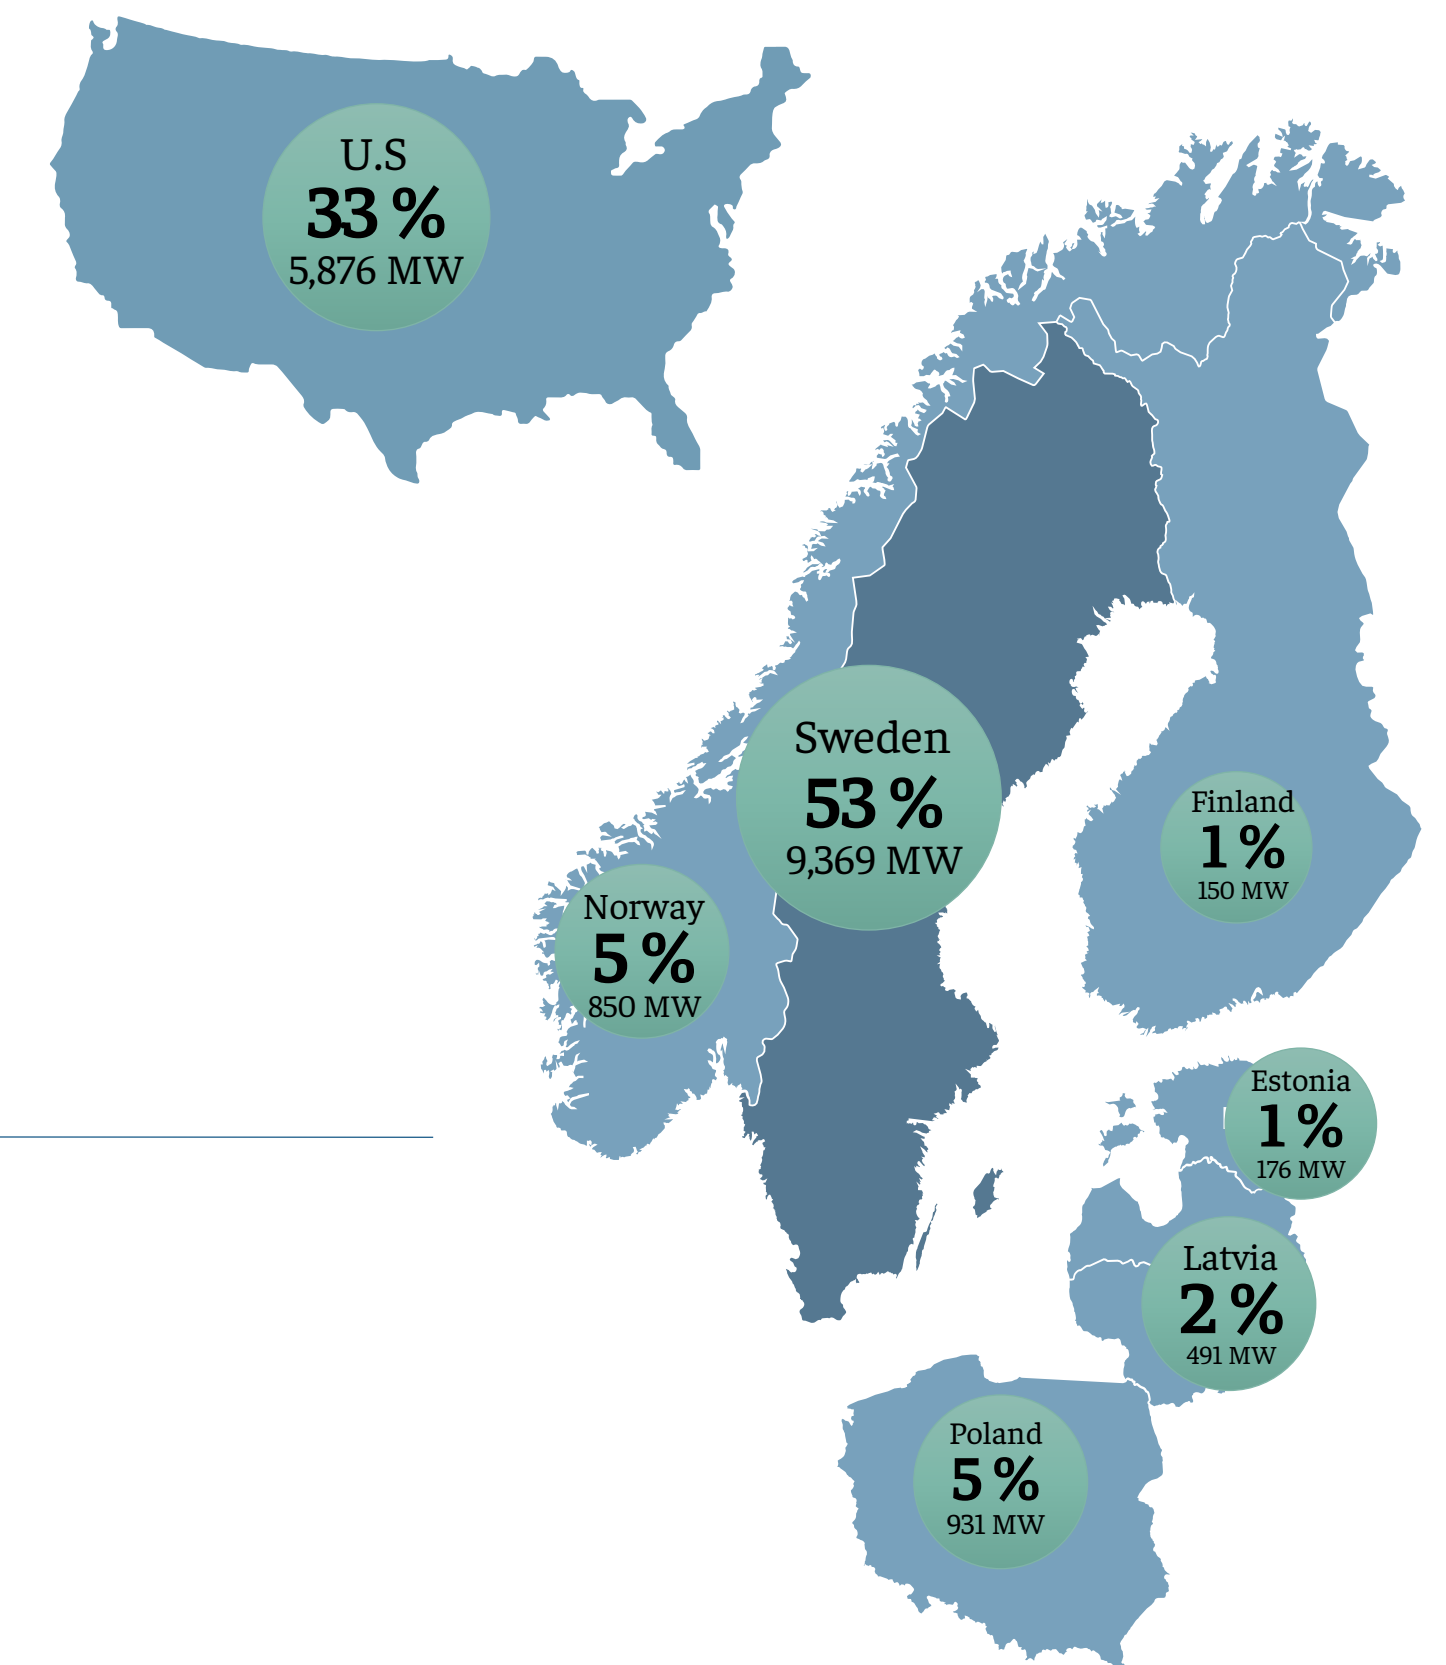 U.S
33 %
5,876 MW
Sweden
53 %
9,369 MW
Finland
1 %
150 MW
Norway
5 %
850 MW
Estonia
1 %
176 MW
Latvia
2 %
491 MW
Poland
5 %
931 MW